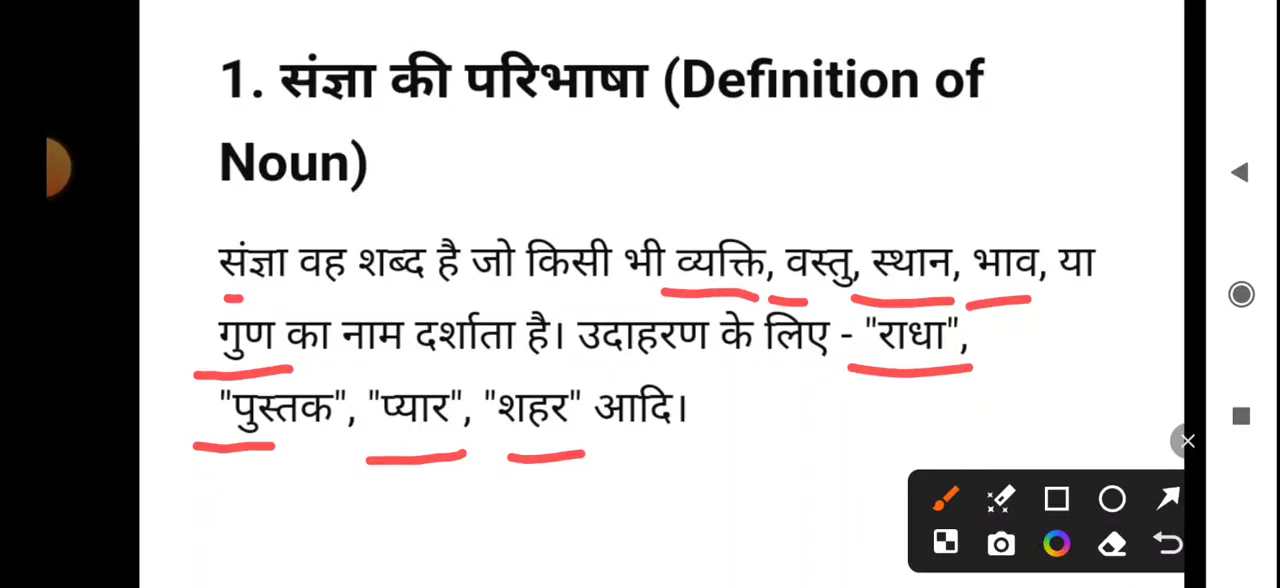 1. संज्ञा की परिभाषा (Definition of
Noun)
संज्ञा वह शब्द है जो किसी भी व्यक्ति, वस्तु, स्थान, भाव, या
गुण का नाम दर्शाता है। उदाहरण के लिए - "राधा",
"पुस्तक", "प्यार", "शहर" आदि।